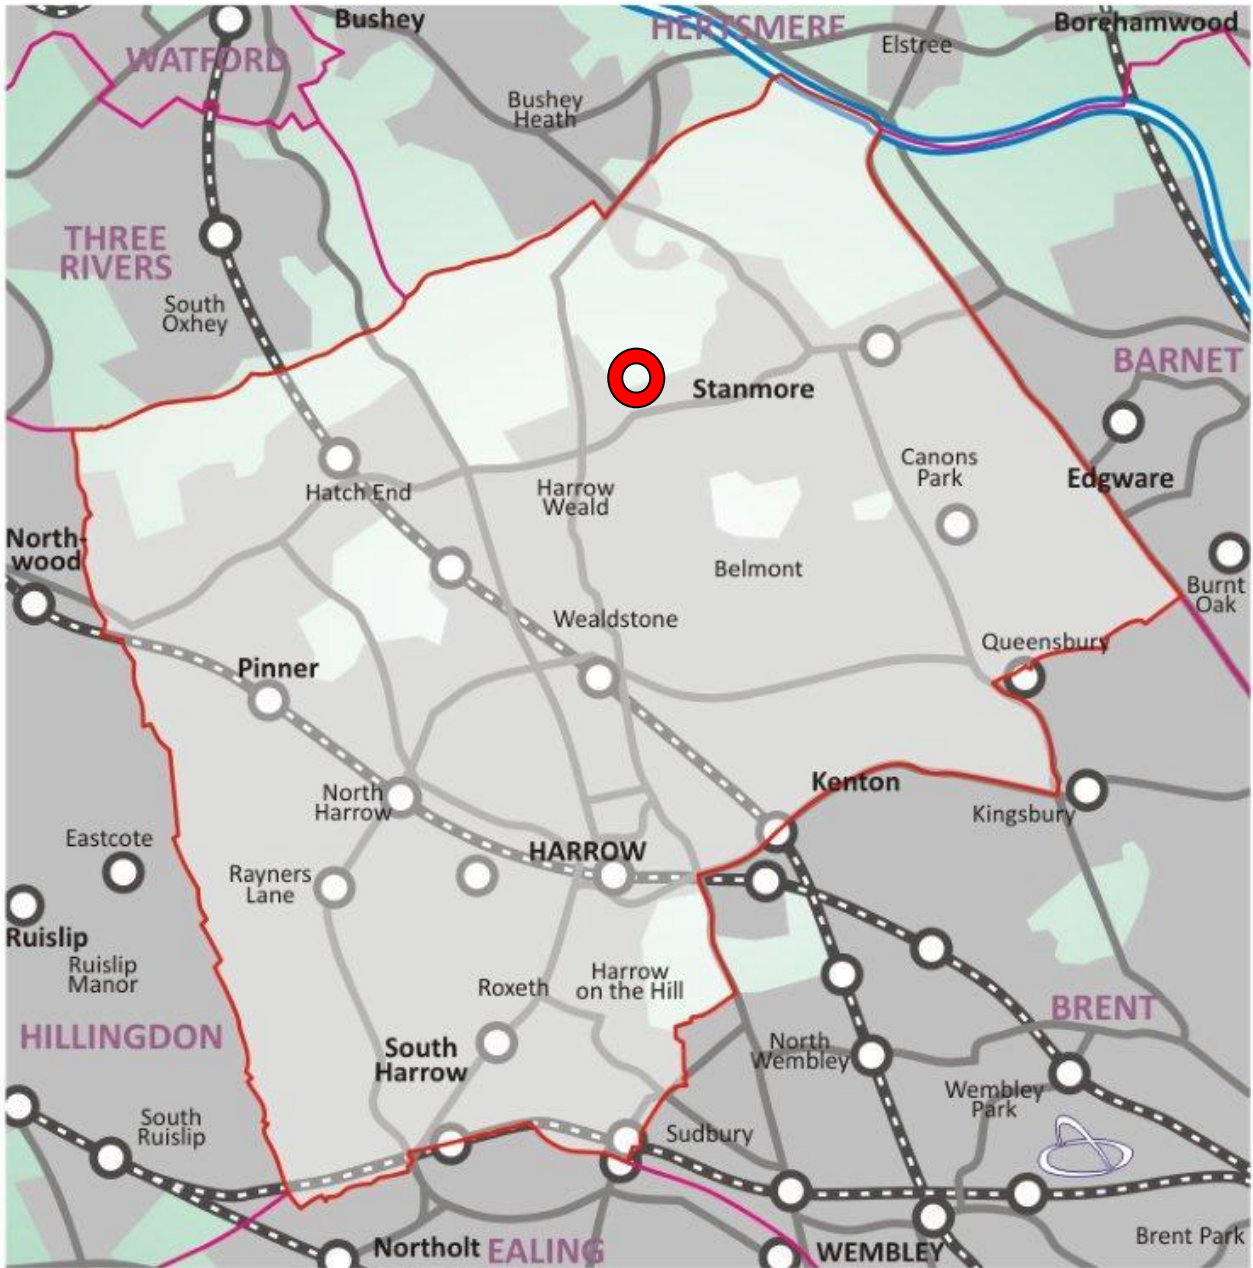 Bushey
HERTSMERE
Borehamwood
Elstree
WATFORD
Bushey
Heath
THREE
RIVERS
South
Oxhey
BARNET
Stanmore
Canons
Park
Edgware
Hatch End
Harrow
Weald
North-
wood
Belmont
Burnt
Oak
Wealdstone
Queensbury
Pinner
Kenton
North
Harrow
Kingsbury
Eastcote
HARROW
Rayners
Lane
Ruislip
Ruislip
Manor
Roxeth
Harrow
on the Hill
BRENT
HILLINGDON
South
Harrow
North
Wembley
Wembley
Park
South
Ruislip
Sudbury
Northolt
EALING
WEMBLEY
Brent Park